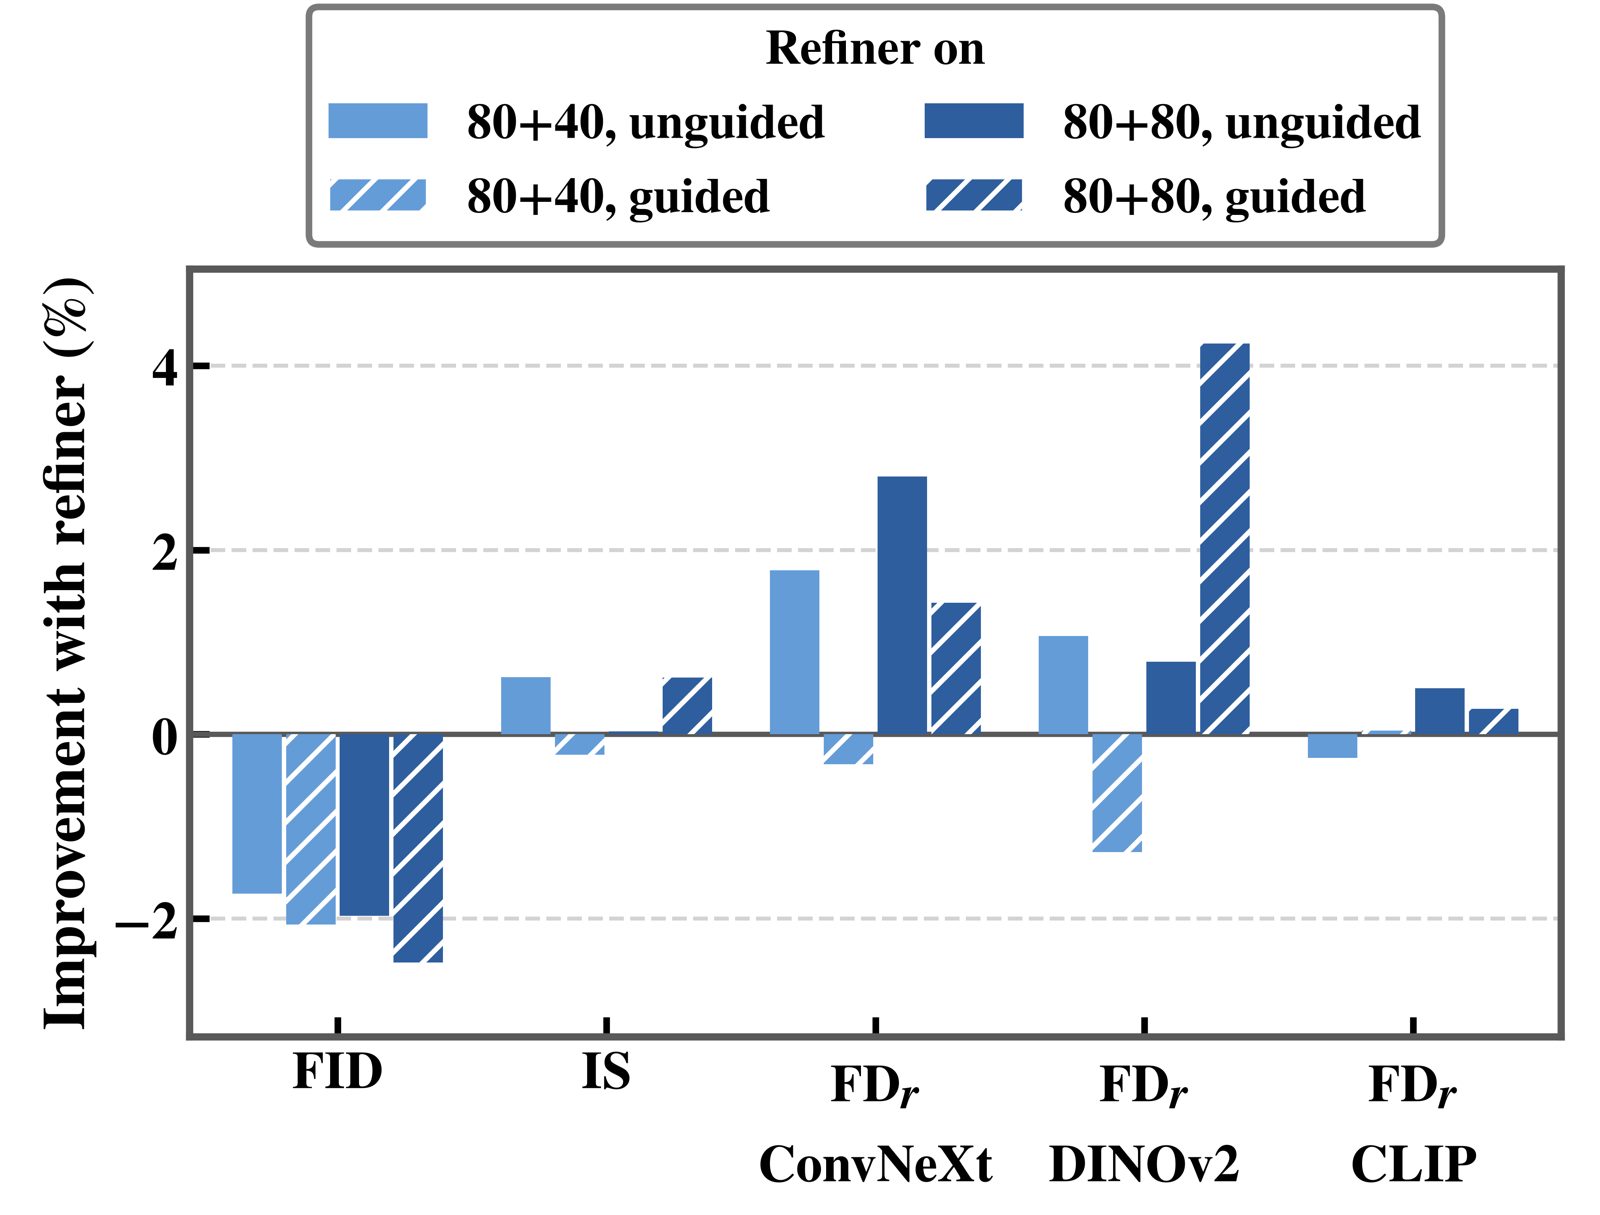 Refiner on
80+40, unguided
80+80, unguided
80+40, guided
80+80, guided
Improvement with refiner (%)
4
2
0
−2
FID
IS
FDr
ConvNeXt
FDr
DINOv2
FDr
CLIP